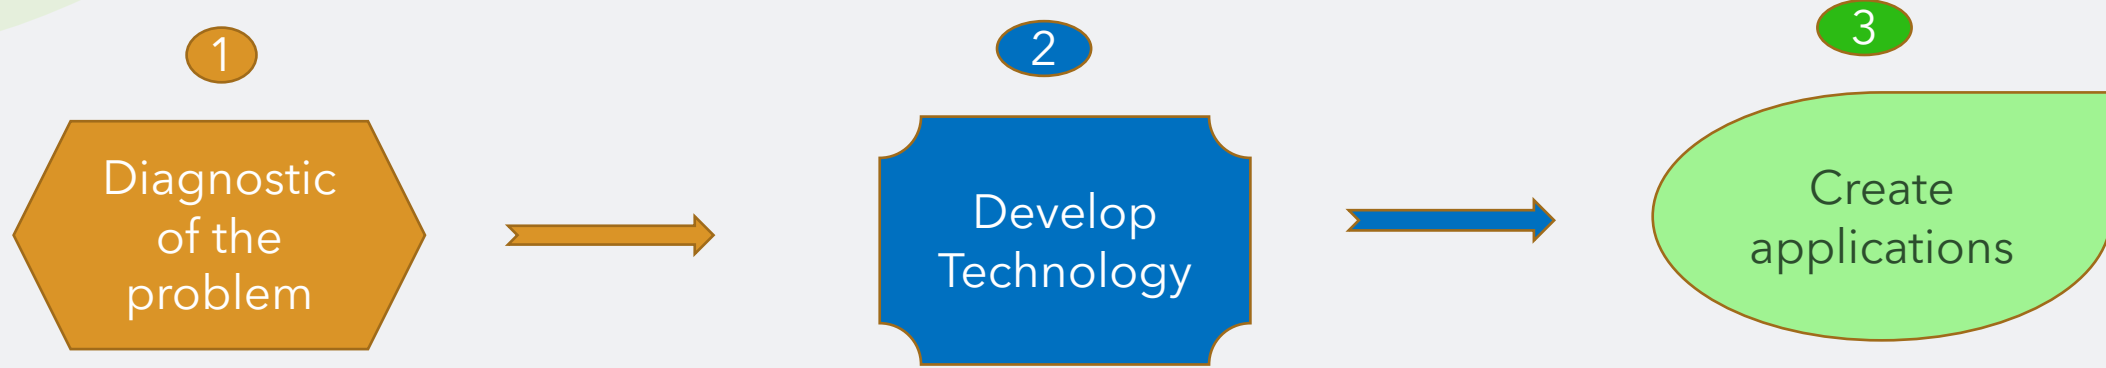 1
Diagnostic
of the
problem
2
Develop
Technology
3
Create
applications